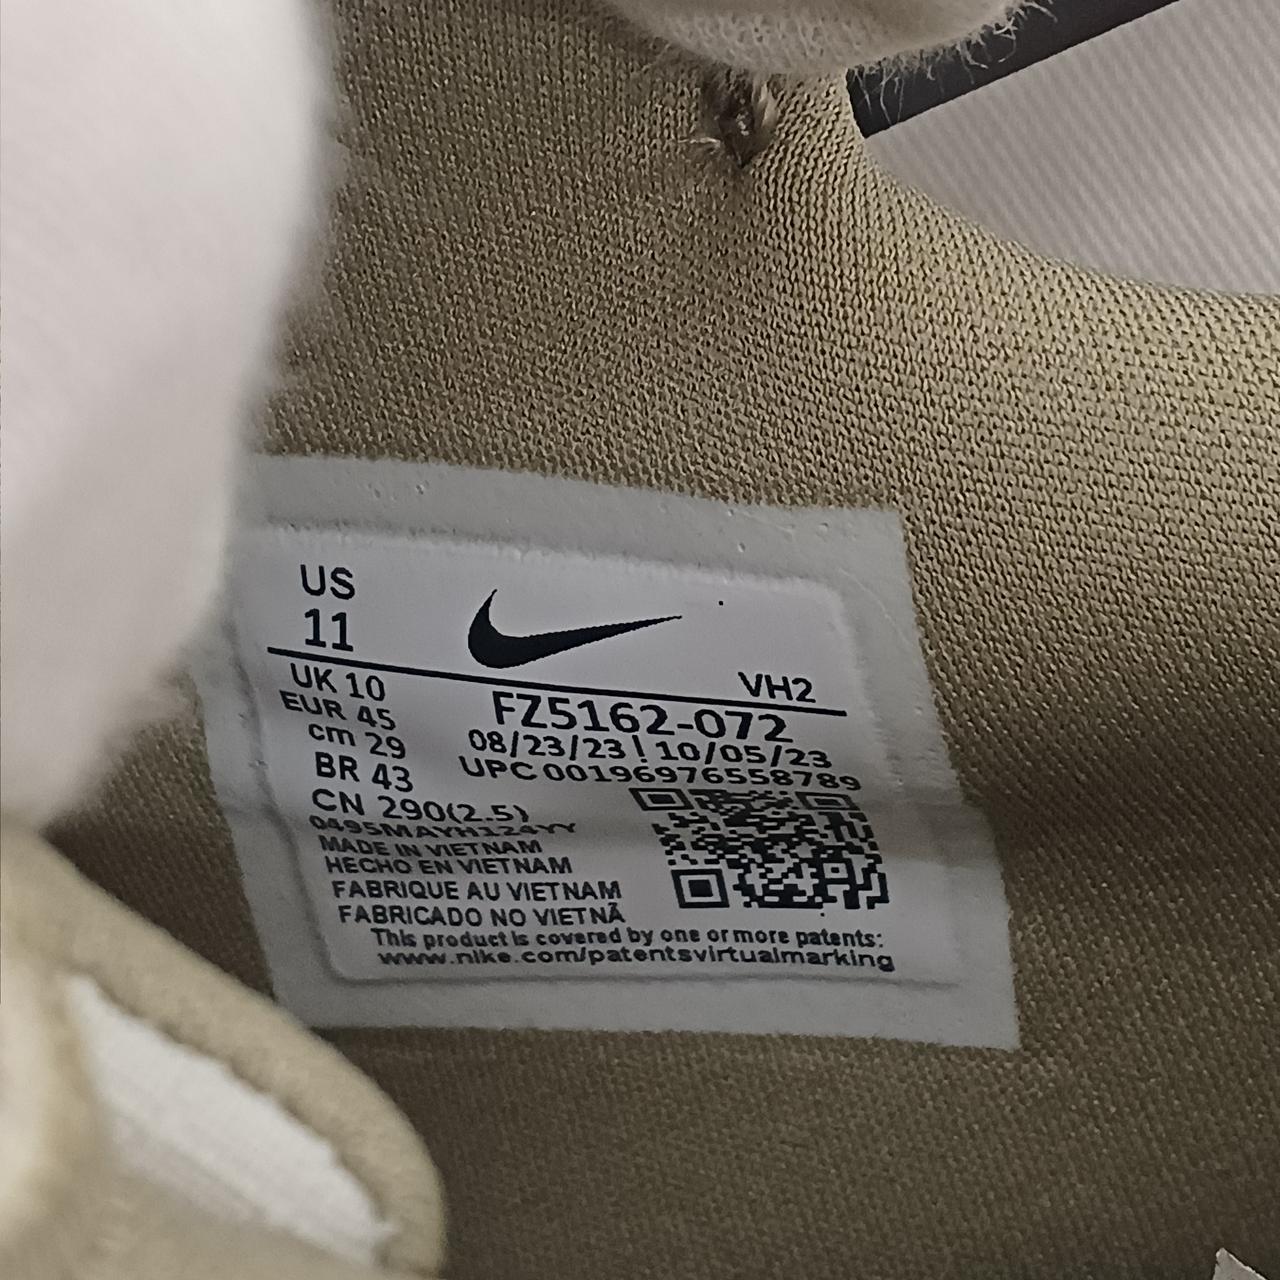 US
11
VH2
UK 10
EUR 45
cm 29
BR 43
CN 290(2.5)
FZ5162-072
08/23/23 ! 10/05/23
UPC 00196976558789
0495MAYH124YY
MADE IN VIETNAM
HECHO EN VIETNAM
FABRIQUE AU VIETNAM
FABRICADO NO VIETNÃ
This product is covered by one or more patents:
www.nike.com/patentsvirtualmarking